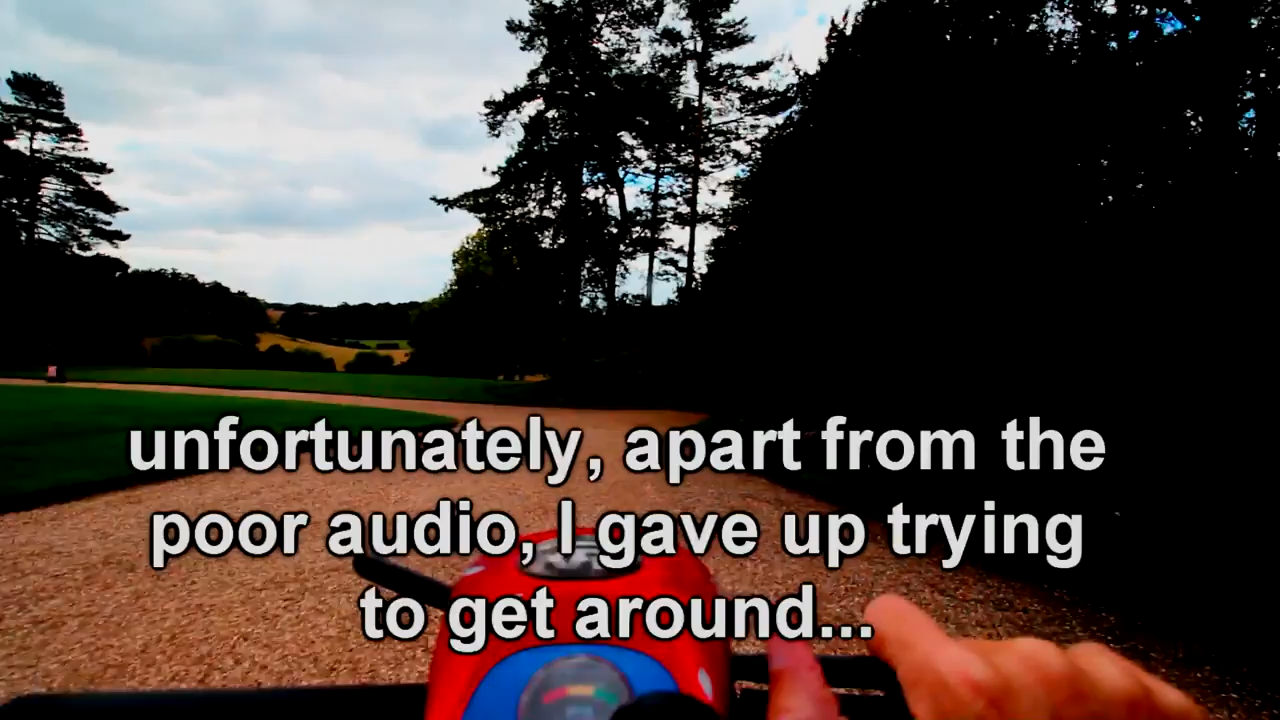 unfortunately, apart from the
poor audio, I gave up trying
to get around...